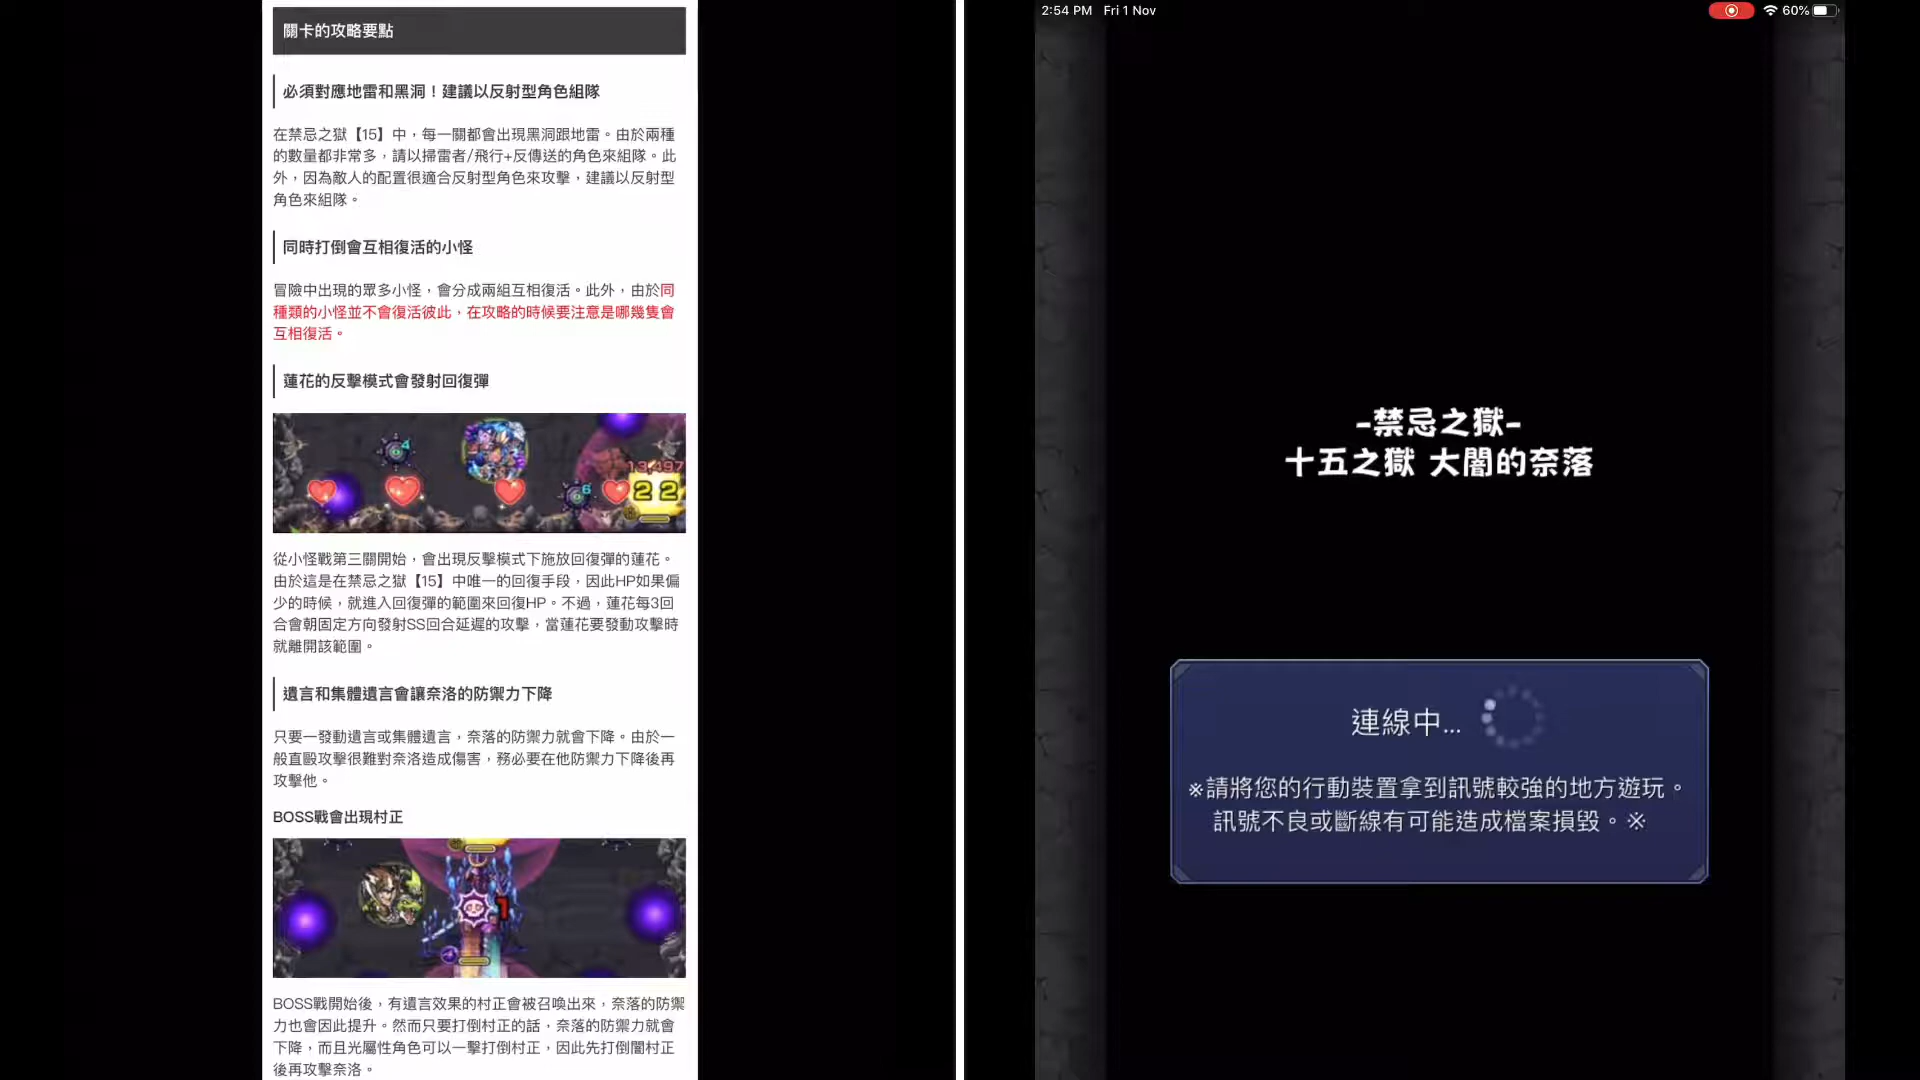 關卡的攻略要點
必須對應地雷和黑洞！建議以反射型角色組隊
在禁忌之獄【15】中，每一關都會出現黑洞跟地雷。由於兩種
的數量都非常多，請以掃雷者/飛行+反傳送的角色來組隊。此
外，因為敵人的配置很適合反射型角色來攻擊，建議以反射型
角色來組隊。
同時打倒會互相復活的小怪
冒險中出現的眾多小怪，會分成兩組互相復活。此外，由於同
種類的小怪並不會復活彼此，在攻略的時候要注意是哪幾隻會
互相復活。
蓮花的反擊模式會發射回復彈
4
13,497
6
22
從小怪戰第三關開始，會出現反擊模式下施放回復彈的蓮花。
由於這是在禁忌之獄【15】中唯一的回復手段，因此HP如果偏
少的時候，就進入回復彈的範圍來回復HP。不過，蓮花每3回
合會朝固定方向發射SS回合延遲的攻擊，當蓮花要發動攻擊時
就離開該範圍。
遺言和集體遺言會讓奈洛的防禦力下降
只要一發動遺言或集體遺言，奈落的防禦力就會下降。由於一
般直毆攻擊很難對奈洛造成傷害，務必要在他防禦力下降後再
攻擊他。
BOSS戰會出現村正
1
BOSS戰開始後，有遺言效果的村正會被召喚出來，奈落的防禦
力也會因此提升。然而只要打倒村正的話，奈落的防禦力就會
下降，而且光屬性角色可以一擊打倒村正，因此先打倒闇村正
後再攻擊奈洛。
2:54 PM Fri 1 Nov
60%
-禁忌之獄-
十五之獄 大闇的奈落
連線中...
※請將您的行動裝置拿到訊號較強的地方遊玩。
訊號不良或斷線有可能造成檔案損毀。※